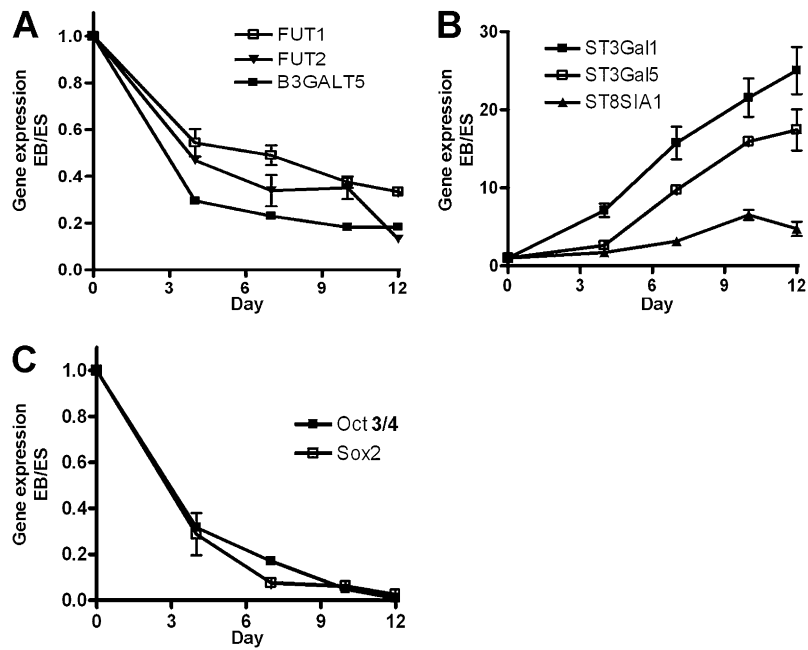 A
FUT1
FUT2
B3GALT5
Gene expression
EB/ES
1.0
0.8
0.6
0.4
0.2
0.0
0 3 6 9 12
Day
B
ST3Gal1
ST3Gal5
ST8SIA1
Gene expression
EB/ES
30
20
10
0
0 3 6 9 12
Day
C
Oct 3/4
Sox2
Gene expression
EB/ES
1.0
0.8
0.6
0.4
0.2
0.0
0 3 6 9 12
Day